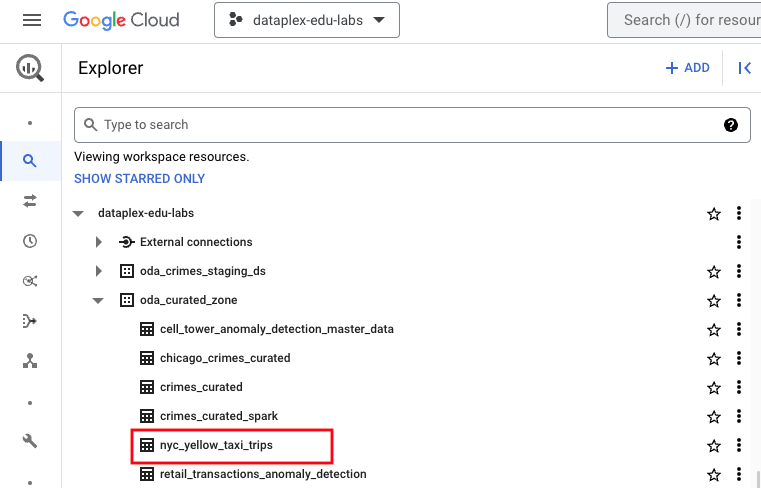 Google Cloud
dataplex-edu-labs
Search (/) for resour
Explorer
ADD
Type to search
Viewing workspace resources.
SHOW STARRED ONLY
dataplex-edu-labs
External connections
oda_crimes_staging_ds
oda_curated_zone
cell_tower_anomaly_detection_master_data
chicago_crimes_curated
crimes_curated
crimes_curated_spark
nyc_yellow_taxi_trips
retail_transactions_anomaly_detection